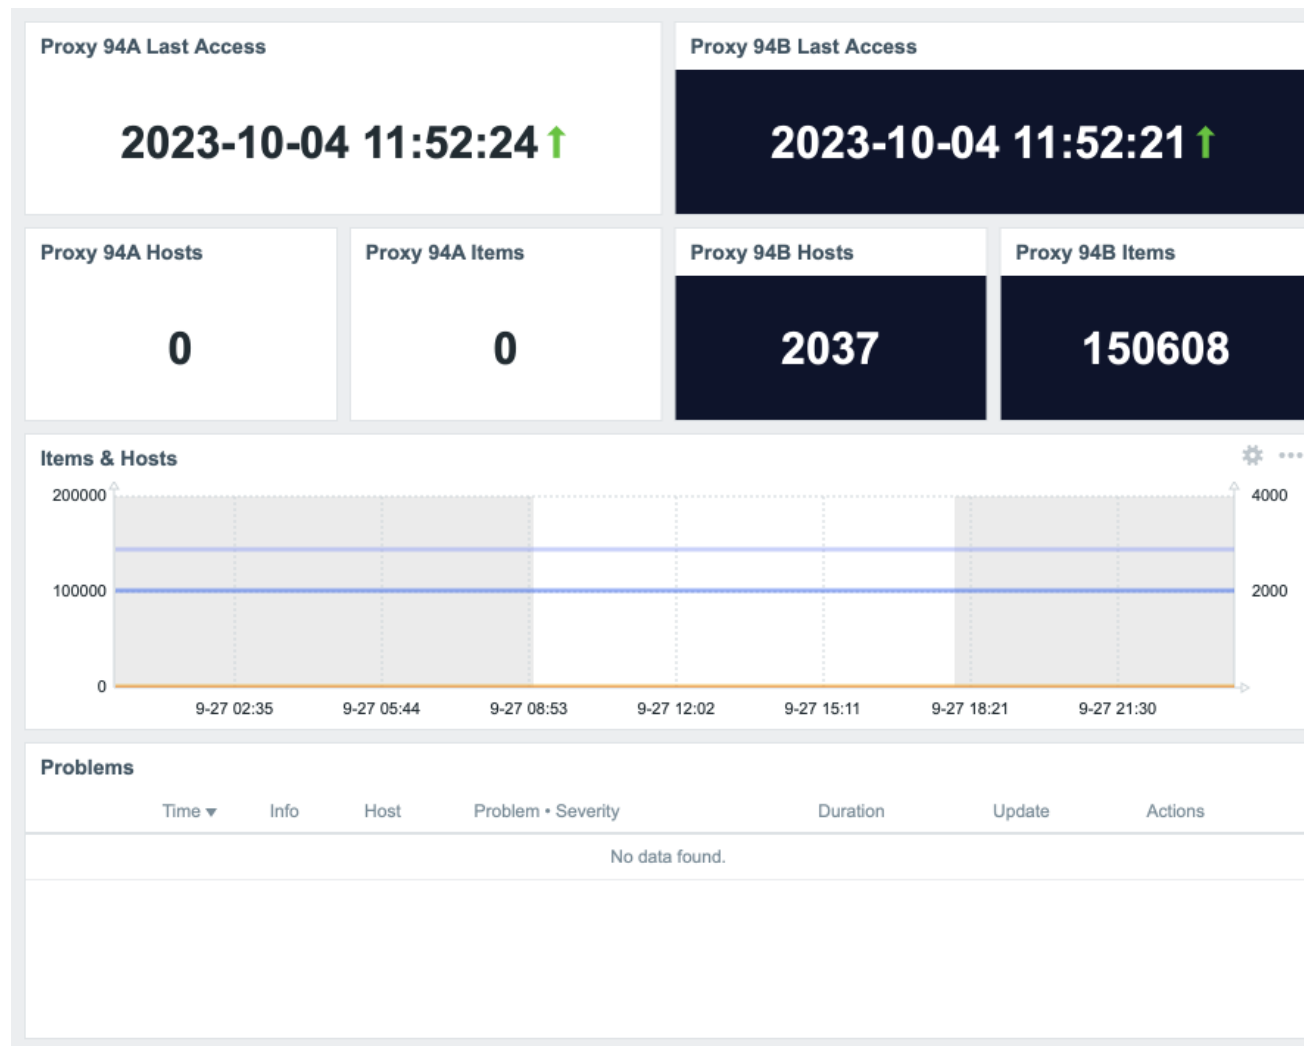 Proxy 94A Last Access
2023-10-04 11:52:24
Proxy 94B Last Access
2023-10-04 11:52:21
Proxy 94A Hosts
0
Proxy 94A Items
0
Proxy 94B Hosts
2037
Proxy 94B Items
150608
Items & Hosts
200000
100000
0
4000
2000
9-27 02:35
9-27 05:44
9-27 08:53
9-27 12:02
9-27 15:11
9-27 18:21
9-27 21:30
Problems
Time Info Host Problem • Severity Duration Update Actions
No data found.